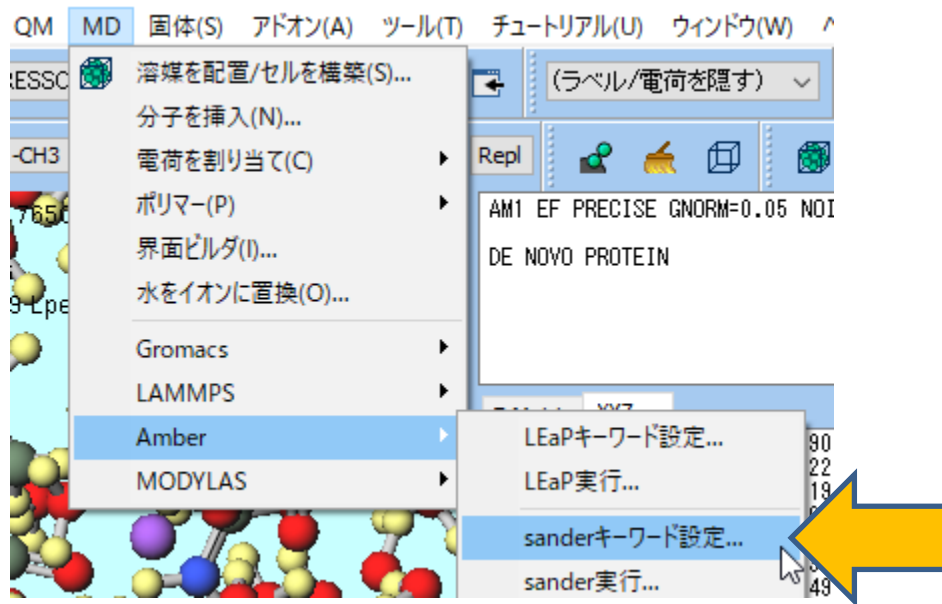 QM MD 固体(S) アドオン(A) ツール(T) チュートリアル(U) ウィンドウ(W)
溶媒を配置/セルを構築(S)...
(ラベル/電荷を隠す)
分子を挿入(N)...
-CH3
電荷を割り当て(C)
Repl
ポリマー(P)
AM1 EF PRECISE GNORM=0.05
界面ビルダ(I)...
DE NOVO PROTEIN
水をイオンに置換(O)...
Gromacs
LAMMPS
Amber
LEaPキーワード設定...
90
MODYLAS
LEaP実行...
22
19
sanderキーワード設定...
sander実行...
49